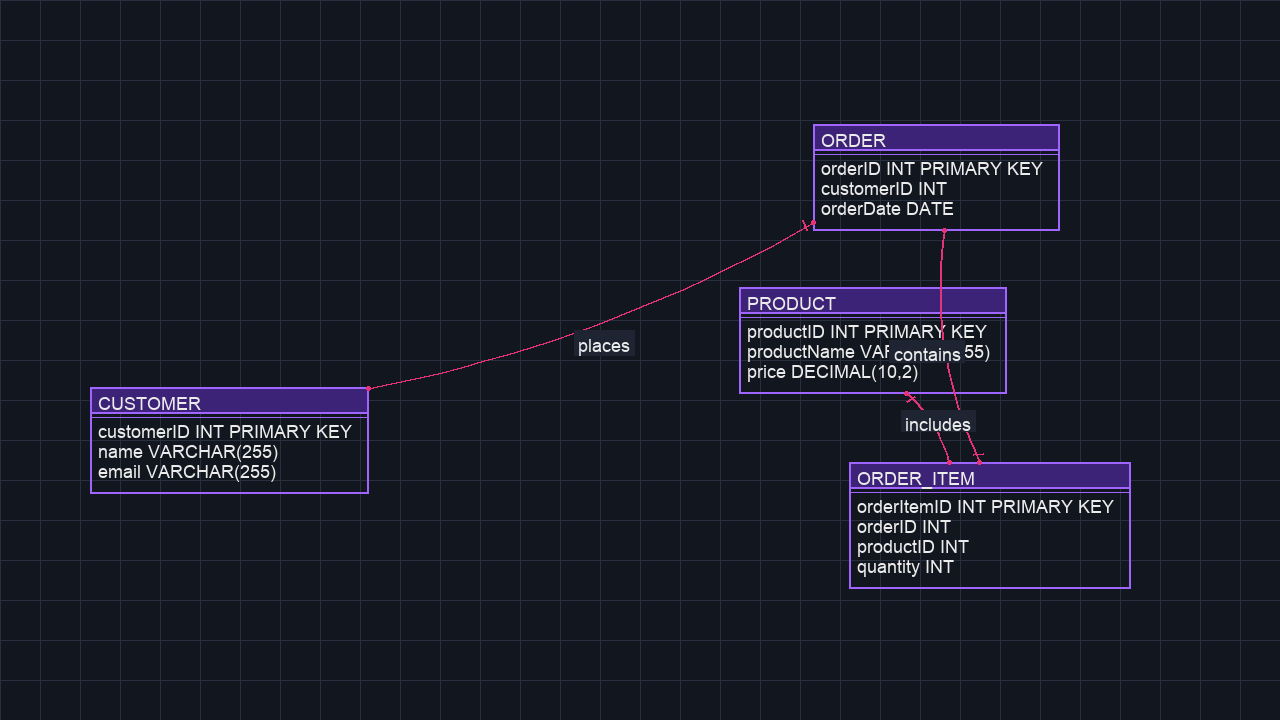 ORDER
orderID INT PRIMARY KEY
customerID INT
orderDate DATE
PRODUCT
productID INT PRIMARY KEY
productName VAR 55)
price DECIMAL(10,2)
contains
places
includes
CUSTOMER
customerID INT PRIMARY KEY
name VARCHAR(255)
email VARCHAR(255)
ORDER_ITEM
orderItemID INT PRIMARY KEY
orderID INT
productID INT
quantity INT